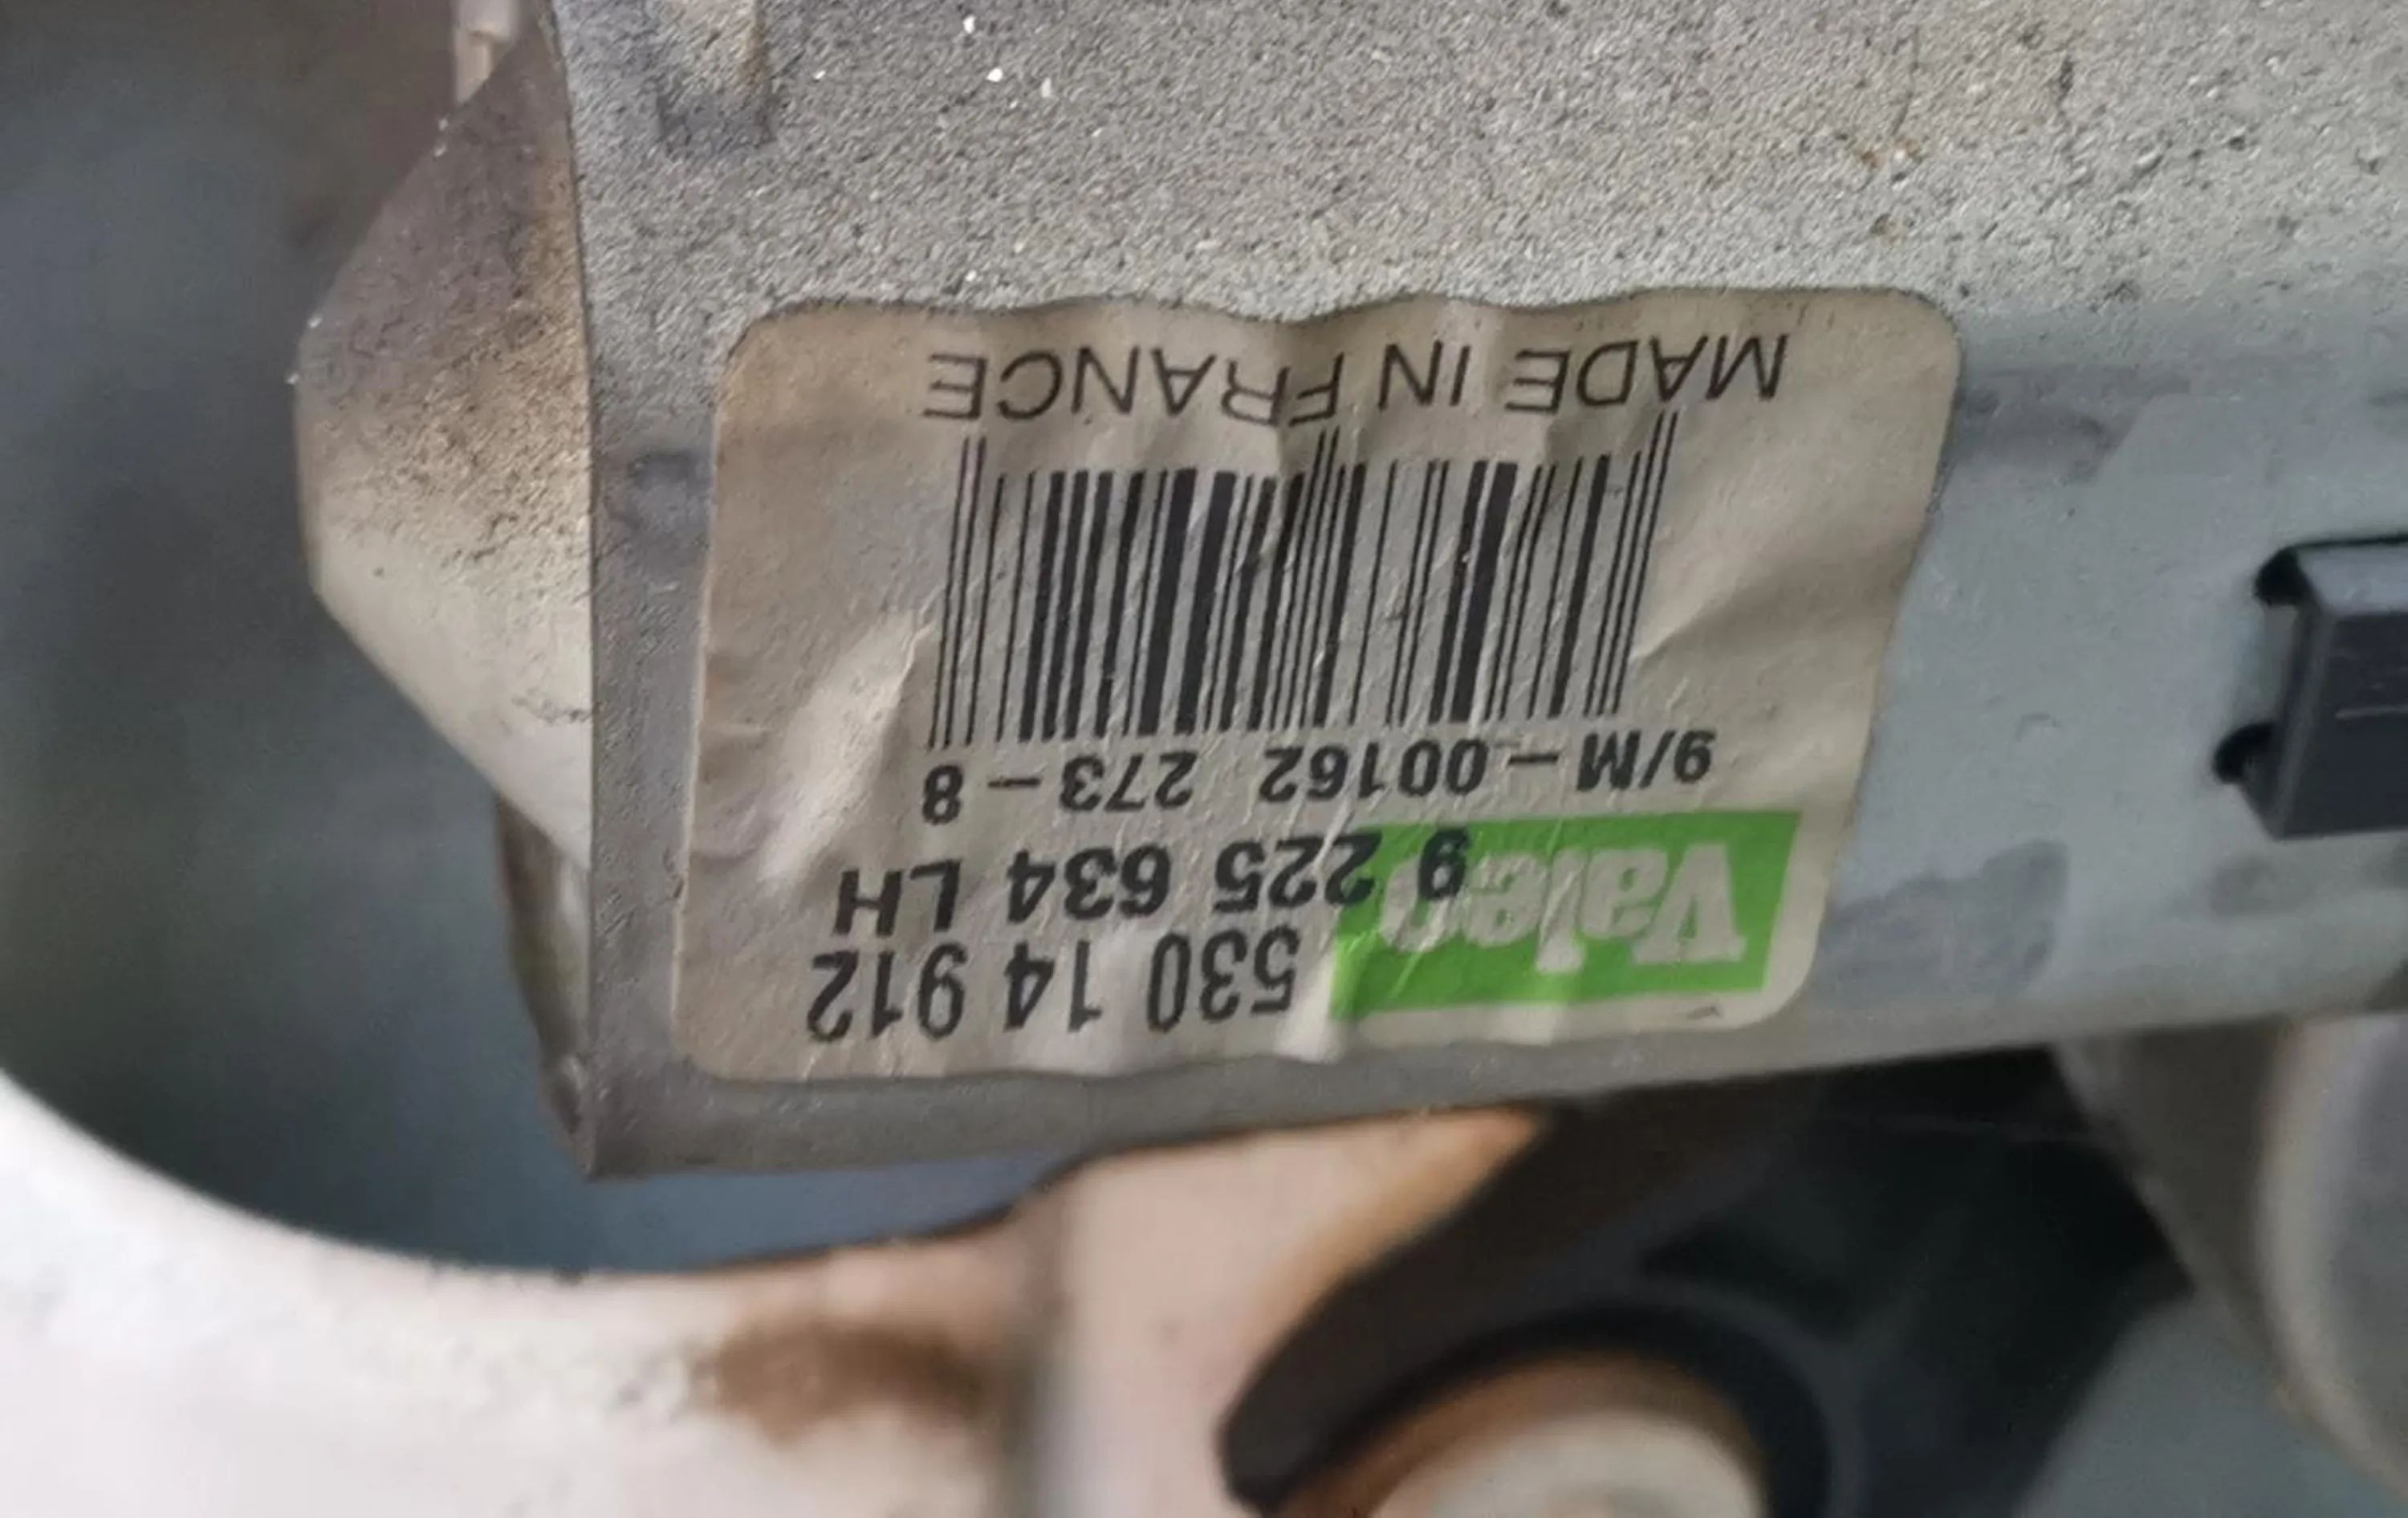 Valeo 530 14 912
9 225 634 LH
9/M – 00162 273 – 8
MADE IN FRANCE